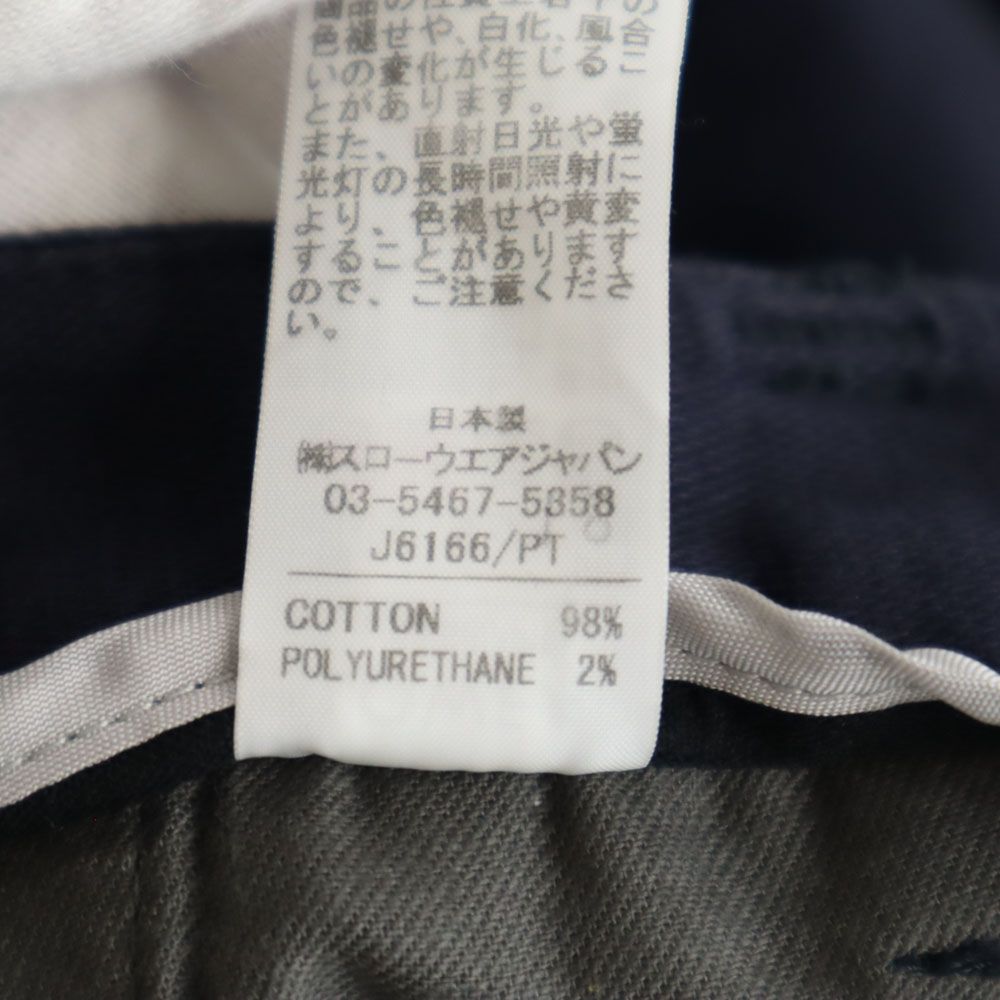 色褪せや、白化、風合
いの変化が生じるこ
とがあります。
また、直射日光や蛍
光灯の長時間照射に
より、色褪せや黄変
することがあります
ので、ご注意くださ
い。
日本製
㈱スローウエアジャパン
03-5467-5358
J6166/PT
COTTON 98%
POLYURETHANE 2%